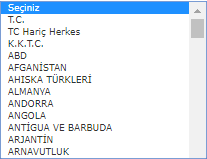 Seçiniz
T.C.
TC Hariç Herkes
K.K.T.C.
ABD
AFGANİSTAN
AHISKA TÜRKLERİ
ALMANYA
ANDORRA
ANGOLA
ANTİGUA VE BARBUDA
ARJANTİN
ARNAVUTLUK